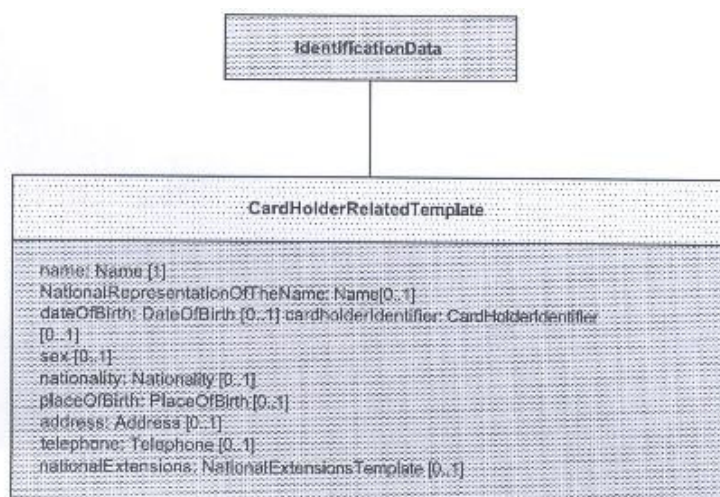 IdentificationData
CardHolderRelatedTemplate
name: Name [1]
NationalRepresentationOfTheName: Name[0..1]
dateOfBirth: DateOfBirth [0..1] cardholderIdentifier: CardHolderIdentifier
[0..1]
sex [0..1]
nationality: Nationality [0..1]
placeOfBirth: PlaceOfBirth [0..1]
address: Address [0..1]
telephone: Telephone [0..1]
nationalExtensions: NationalExtensionsTemplate [0..1]